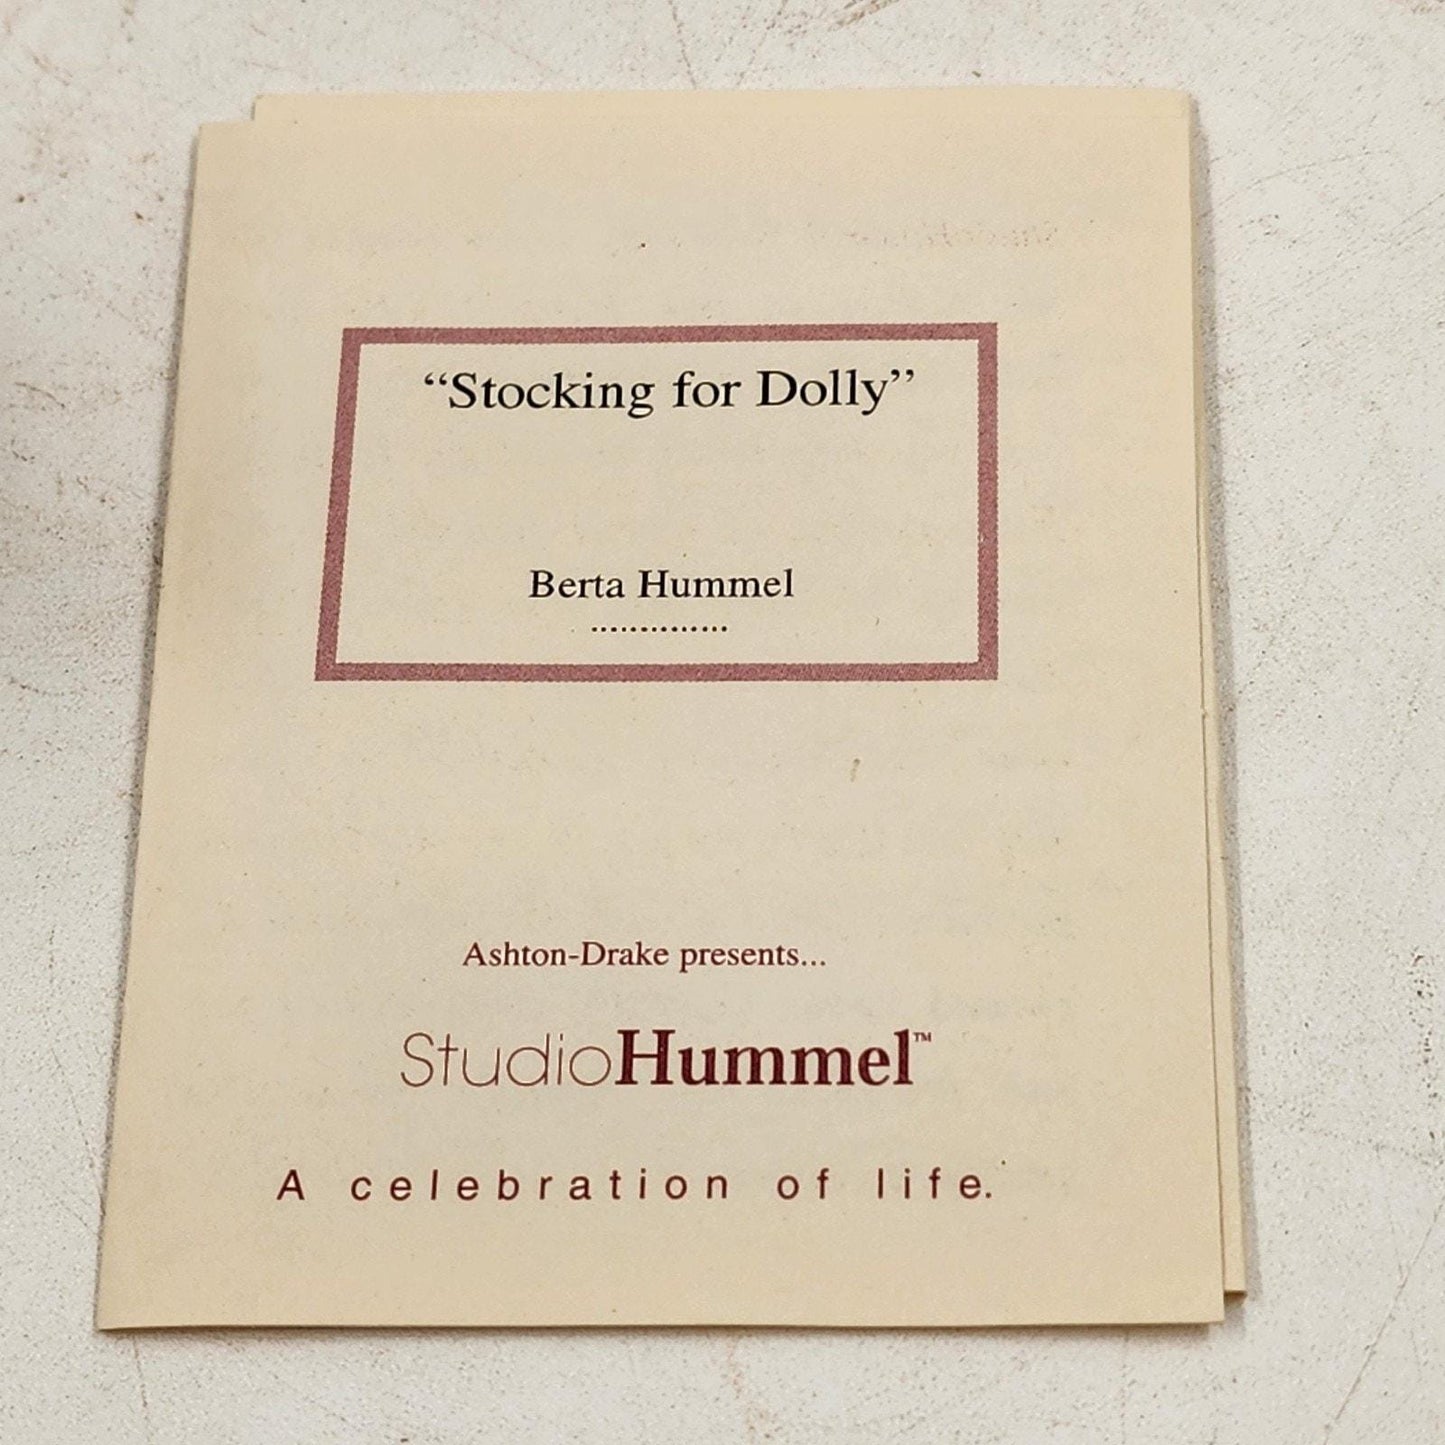 “Stocking for Dolly”
Berta Hummel
Ashton-Drake presents...
StudioHummel™
A celebration of life.